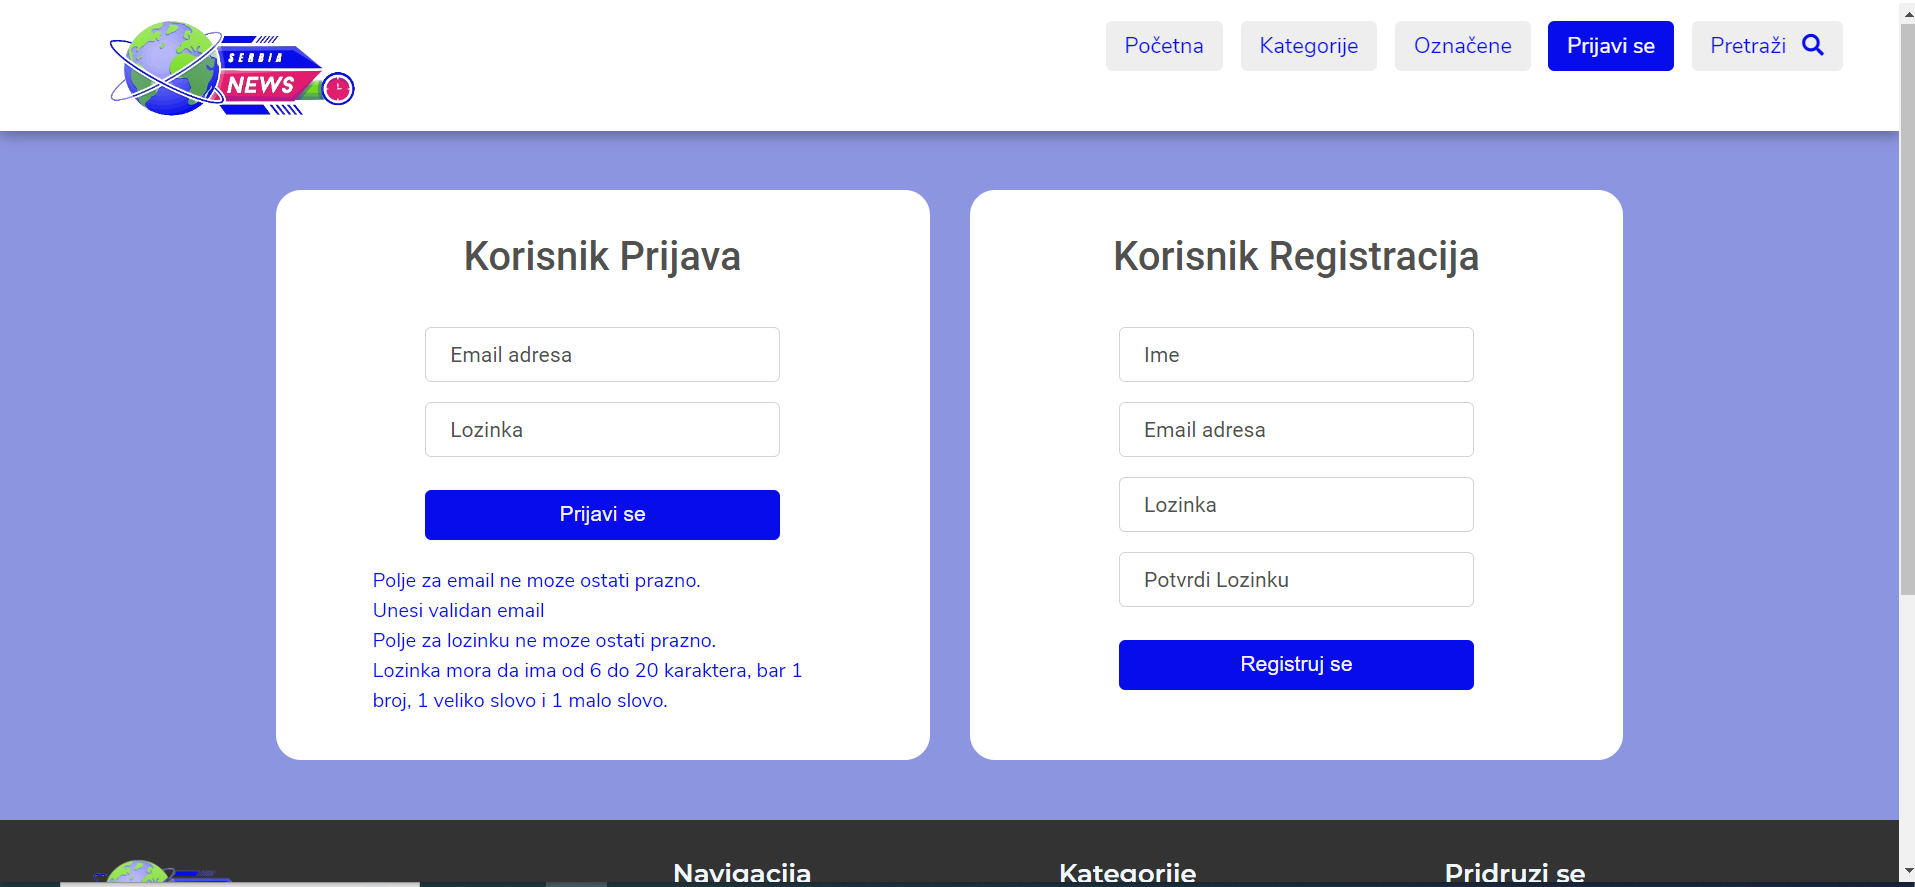 SERBIA
NEWS
Početna
Kategorije
Označene
Prijavi se
Pretraži
Korisnik Prijava
Email adresa
Lozinka
Prijavi se
Polje za email ne moze ostati prazno.
Unesi validan email
Polje za lozinku ne moze ostati prazno.
Lozinka mora da ima od 6 do 20 karaktera, bar 1
broj, 1 veliko slovo i 1 malo slovo.
Korisnik Registracija
Ime
Email adresa
Lozinka
Potvrdi Lozinku
Registruj se
Navigacija
Kategorije
Pridruzi se